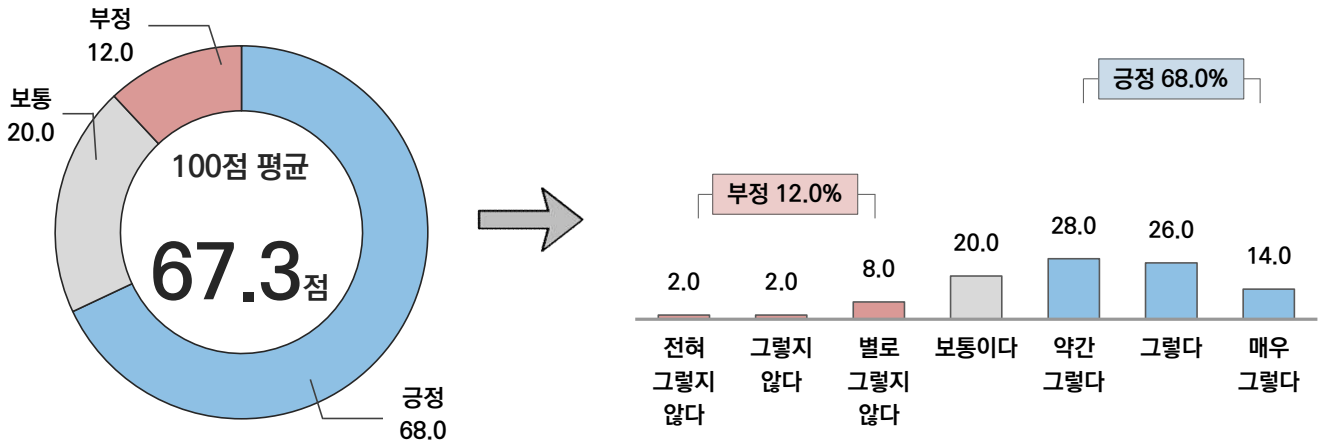 부정
12.0
보통
20.0
100점 평균
67.3점
긍정
68.0
긍정 68.0%
부정 12.0%
2.0
2.0
8.0
20.0
28.0
26.0
14.0
전혀
그렇지
않다
그렇지
않다
별로
그렇지
않다
보통이다
약간
그렇다
그렇다
매우
그렇다